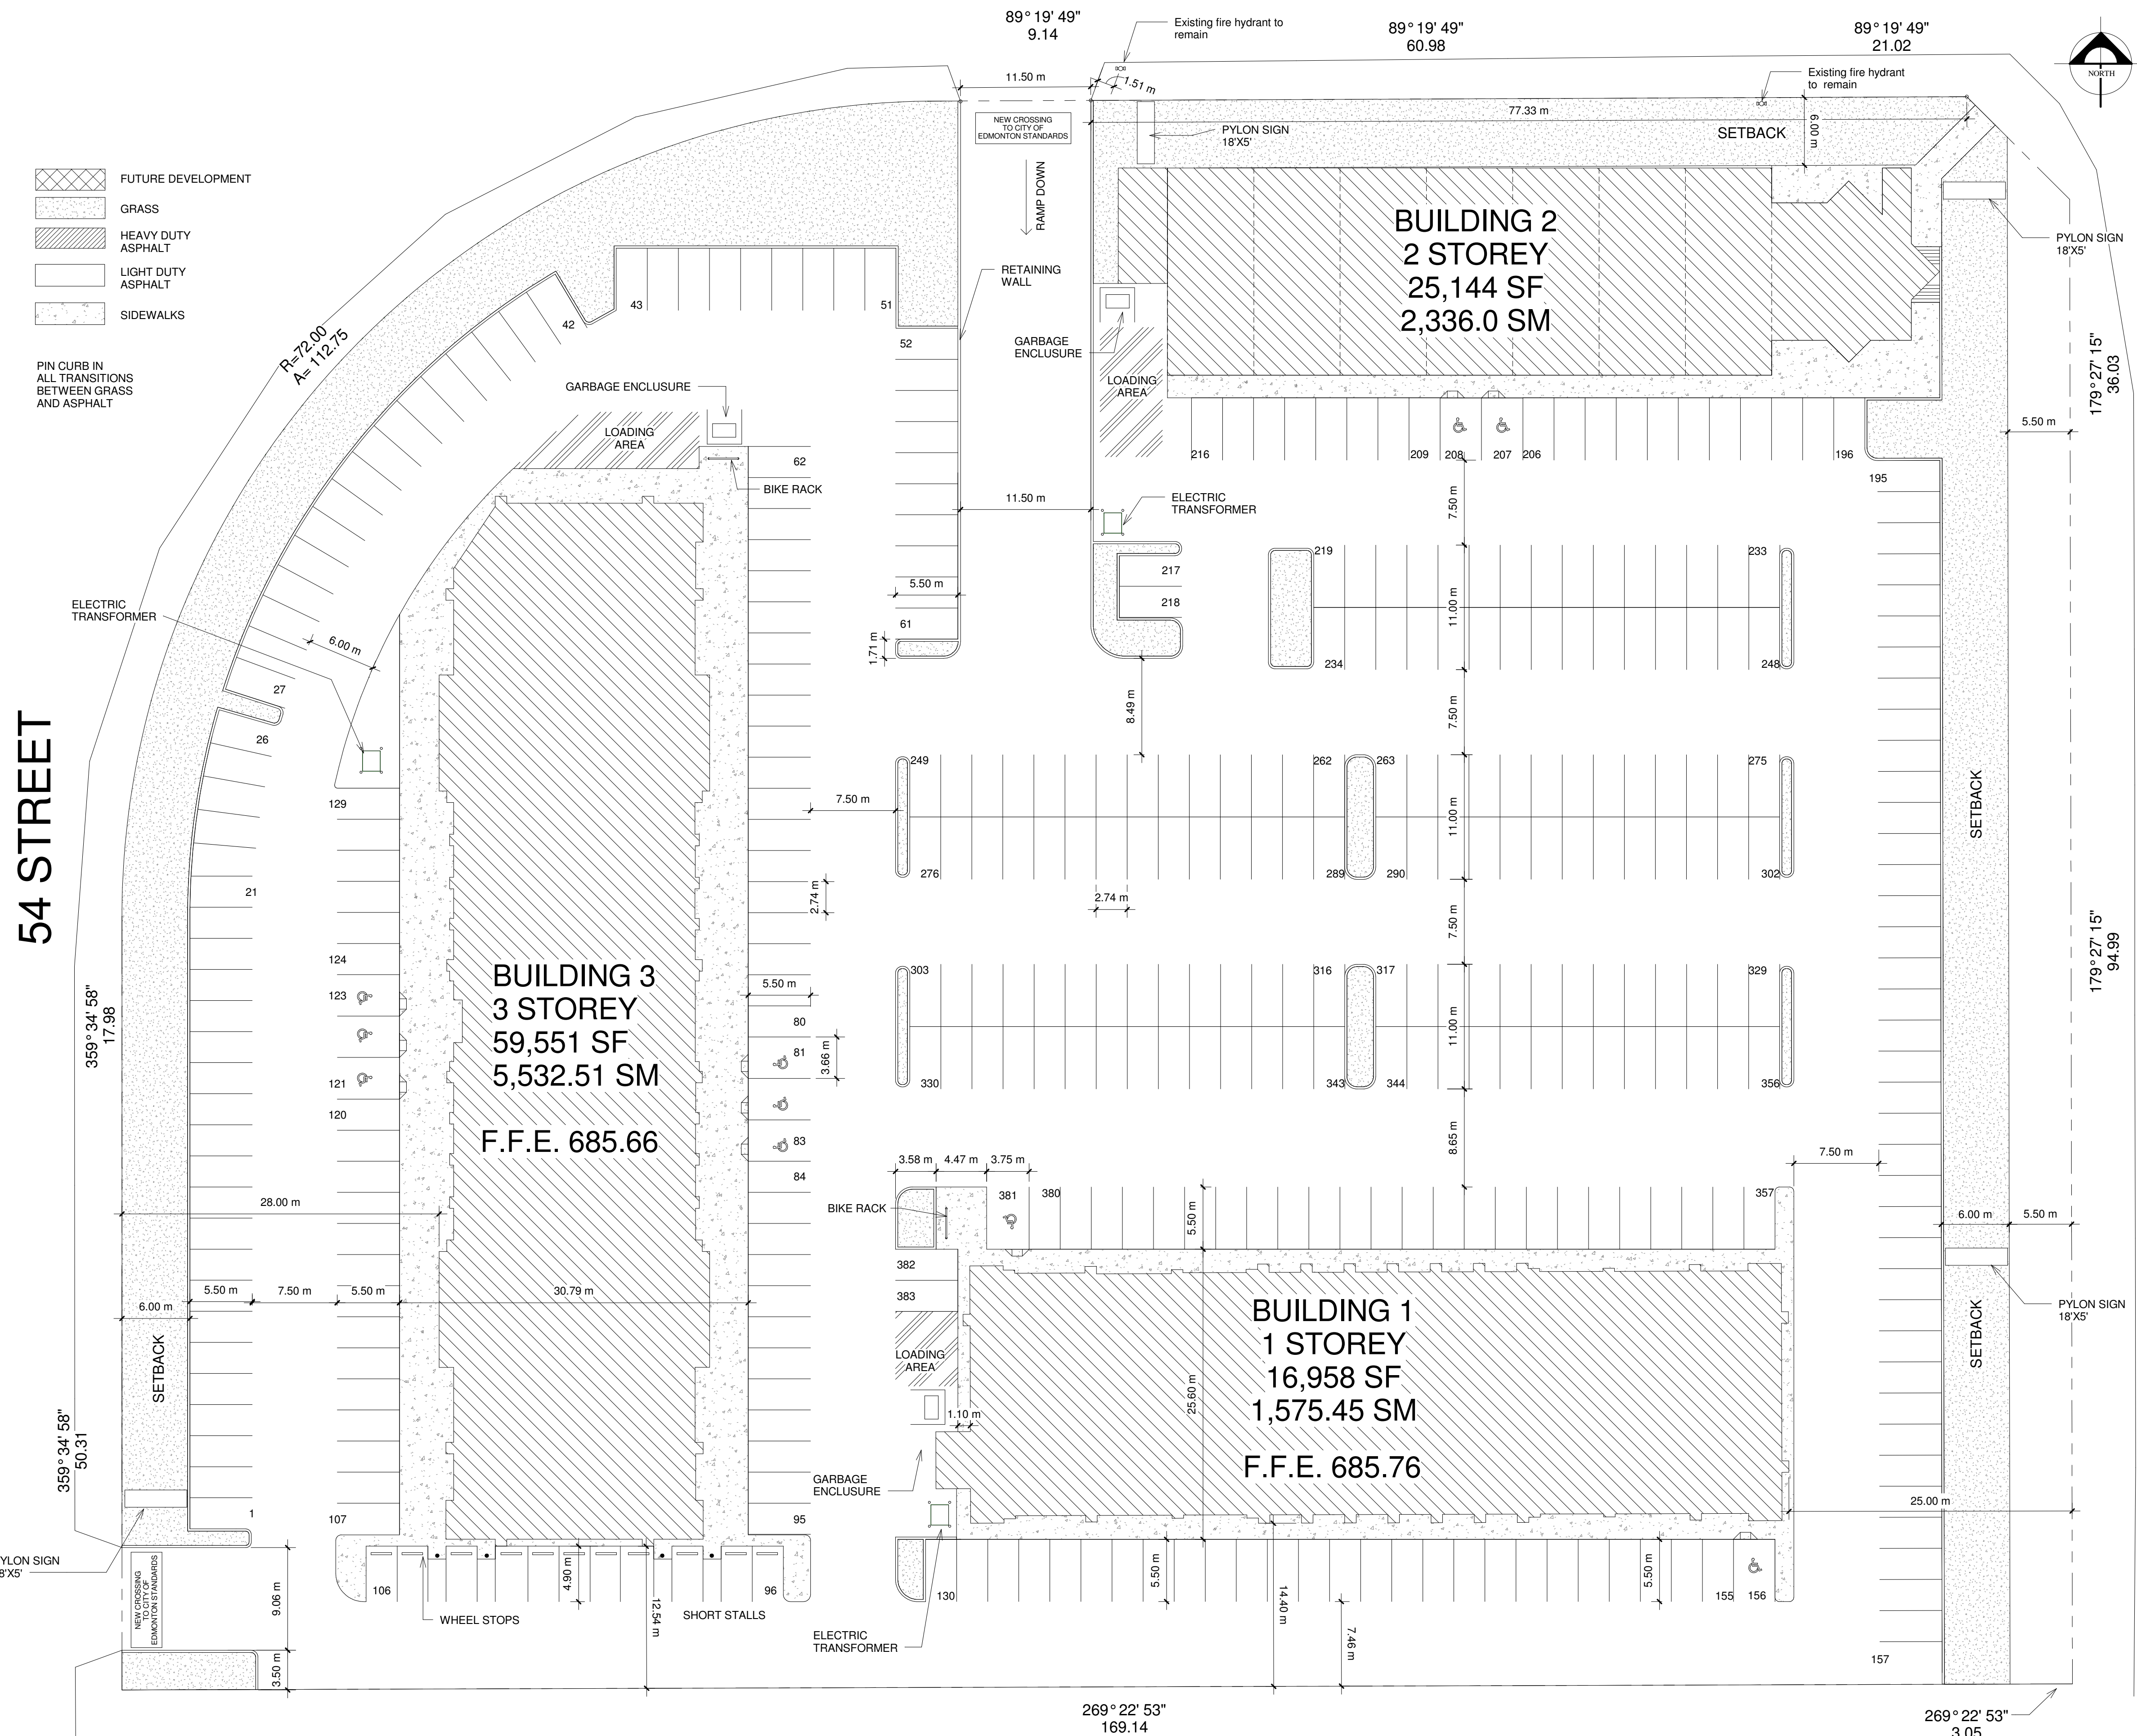 89° 19' 49"
9.14
Existing fire hydrant to
remain
89° 19' 49"
60.98
89° 19' 49"
21.02
NORTH
11.50 m
1.51 m
Existing fire hydrant
to remain
77.33 m
NEW CROSSING
TO CITY OF
EDMONTON STANDARDS
PYLON SIGN
18'X5'
SETBACK
6.00 m
RAMP DOWN
FUTURE DEVELOPMENT
GRASS
HEAVY DUTY
ASPHALT
LIGHT DUTY
ASPHALT
SIDEWALKS
PIN CURB IN
ALL TRANSITIONS
BETWEEN GRASS
AND ASPHALT
BUILDING 2
2 STOREY
25,144 SF
2,336.0 SM
PYLON SIGN
18'X5'
RETAINING
WALL
43
51
42
52
R=72.00
A= 112.75
GARBAGE
ENCLUSURE
GARBAGE ENCLUSURE
LOADING
AREA
LOADING
AREA
179° 27' 15"
36.03
5.50 m
62
BIKE RACK
216
209
208
207
206
196
195
11.50 m
ELECTRIC
TRANSFORMER
7.50 m
219
233
217
218
5.50 m
61
1.71 m
11.00 m
234
248
ELECTRIC
TRANSFORMER
6.00 m
27
26
8.49 m
7.50 m
54 STREET
249
262
263
275
7.50 m
129
11.00 m
SETBACK
276
289
290
302
21
2.74 m
2.74 m
7.50 m
179° 27' 15"
94.99
124
123
BUILDING 3
3 STOREY
59,551 SF
5,532.51 SM
F.F.E. 685.66
5.50 m
80
81
3.66 m
303
316
317
329
11.00 m
359° 34' 58"
17.98
121
120
330
343
344
356
83
84
8.65 m
3.58 m
4.47 m
3.75 m
7.50 m
28.00 m
BIKE RACK
381
380
357
5.50 m
6.00 m
5.50 m
382
383
5.50 m
7.50 m
5.50 m
30.79 m
6.00 m
SETBACK
BUILDING 1
1 STOREY
16,958 SF
1,575.45 SM
F.F.E. 685.76
LOADING
AREA
25.60 m
1.10 m
PYLON SIGN
18'X5'
SETBACK
359° 34' 58"
50.31
GARBAGE
ENCLUSURE
25.00 m
1
107
95
YLON SIGN
8'X5'
NEW CROSSING
TO CITY OF
EDMONTON STANDARDS
9.06 m
3.50 m
106
4.90 m
96
WHEEL STOPS
SHORT STALLS
12.54 m
ELECTRIC
TRANSFORMER
130
5.50 m
14.40 m
7.46 m
5.50 m
155
156
157
269° 22' 53"
169.14
269° 22' 53"
3.05